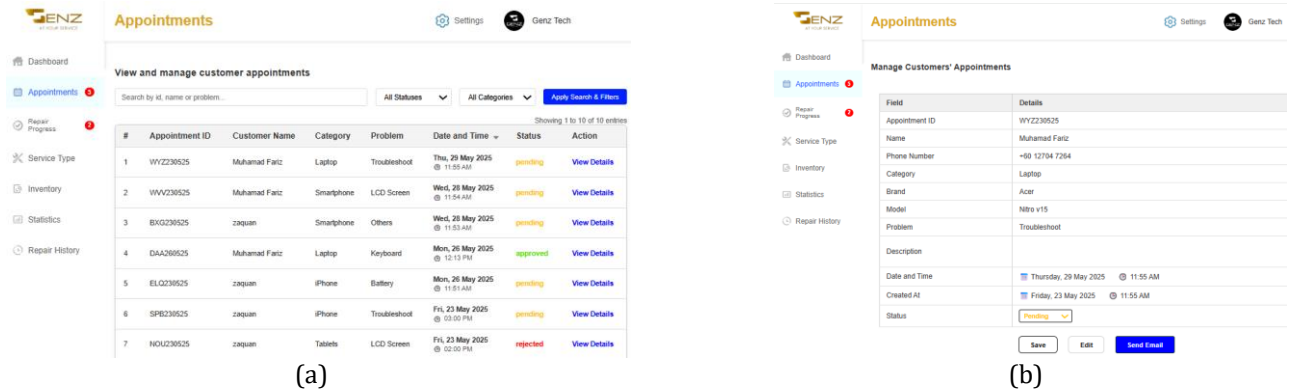 GENZ
AT YOUR SERVICE
Appointments
Settings
Genz Tech
Dashboard
Appointments 3
Repair Progress 2
Service Type
Inventory
Statistics
Repair History
View and manage customer appointments
Search by id, name or problem...
All Statuses
All Categories
Apply Search & Filters
Showing 1 to 10 of 10 entries
# Appointment ID Customer Name Category Problem Date and Time Status Action
1 WYZ230525 Muhamad Fariz Laptop Troubleshoot Thu, 29 May 2025 11:55 AM pending View Details
2 WVV230525 Muhamad Fariz Smartphone LCD Screen Wed, 28 May 2025 11:54 AM pending View Details
3 BXG230525 zaquan Smartphone Others Wed, 28 May 2025 11:53 AM pending View Details
4 DAA260525 Muhamad Fariz Laptop Keyboard Mon, 26 May 2025 12:13 PM approved View Details
5 ELQ230525 zaquan iPhone Battery Mon, 26 May 2025 11:51 AM pending View Details
6 SPB230525 zaquan iPhone Troubleshoot Fri, 23 May 2025 03:00 PM pending View Details
7 NOU230525 zaquan Tablets LCD Screen Fri, 23 May 2025 02:00 PM rejected View Details
(a)
GENZ
AT YOUR SERVICE
Appointments
Settings
Genz Tech
Dashboard
Appointments
Repair Progress
Service Type
Inventory
Statistics
Repair History
Manage Customers' Appointments
Field Details
Appointment ID WYZ230525
Name Muhamad Fariz
Phone Number +60 12704 7264
Category Laptop
Brand Acer
Model Nitro v15
Problem Troubleshoot
Description
Date and Time Thursday, 29 May 2025 11:55 AM
Created At Friday, 23 May 2025 11:55 AM
Status Pending
Save Edit Send Email
(b)